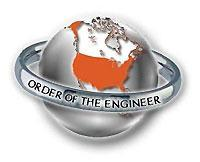 ORDER OF THE ENGINEER